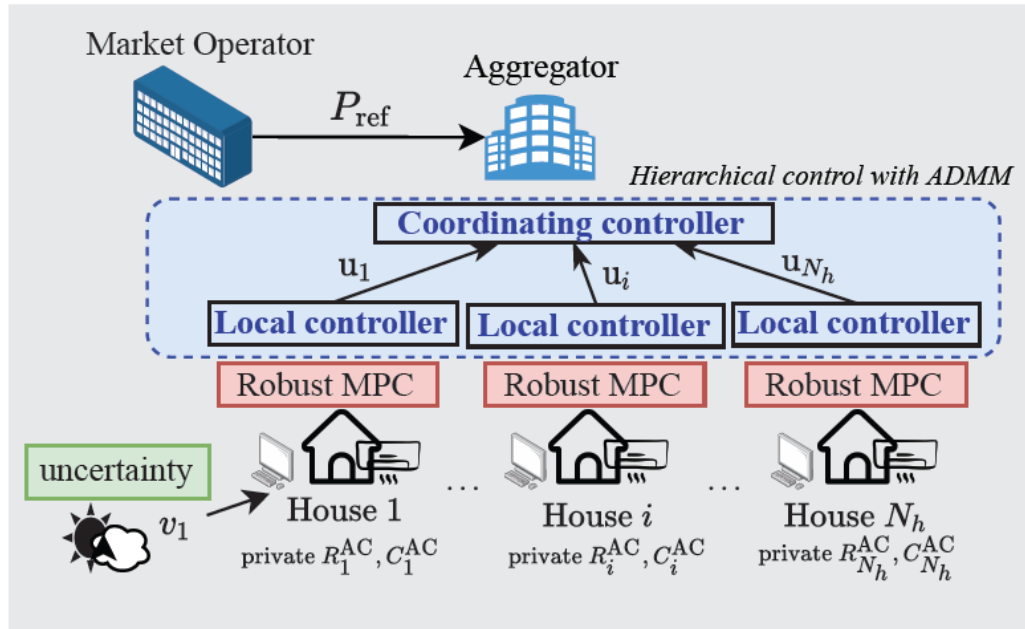 Market Operator
Aggregator
P_ref
Hierarchical control with ADMM
Coordinating controller
u_1
u_i
u_{N_h}
Local controller
Local controller
Local controller
Robust MPC
Robust MPC
Robust MPC
uncertainty
v_1
House 1
...
House i
...
House N_h
private R_1^{AC}, C_1^{AC}
private R_i^{AC}, C_i^{AC}
private R_{N_h}^{AC}, C_{N_h}^{AC}